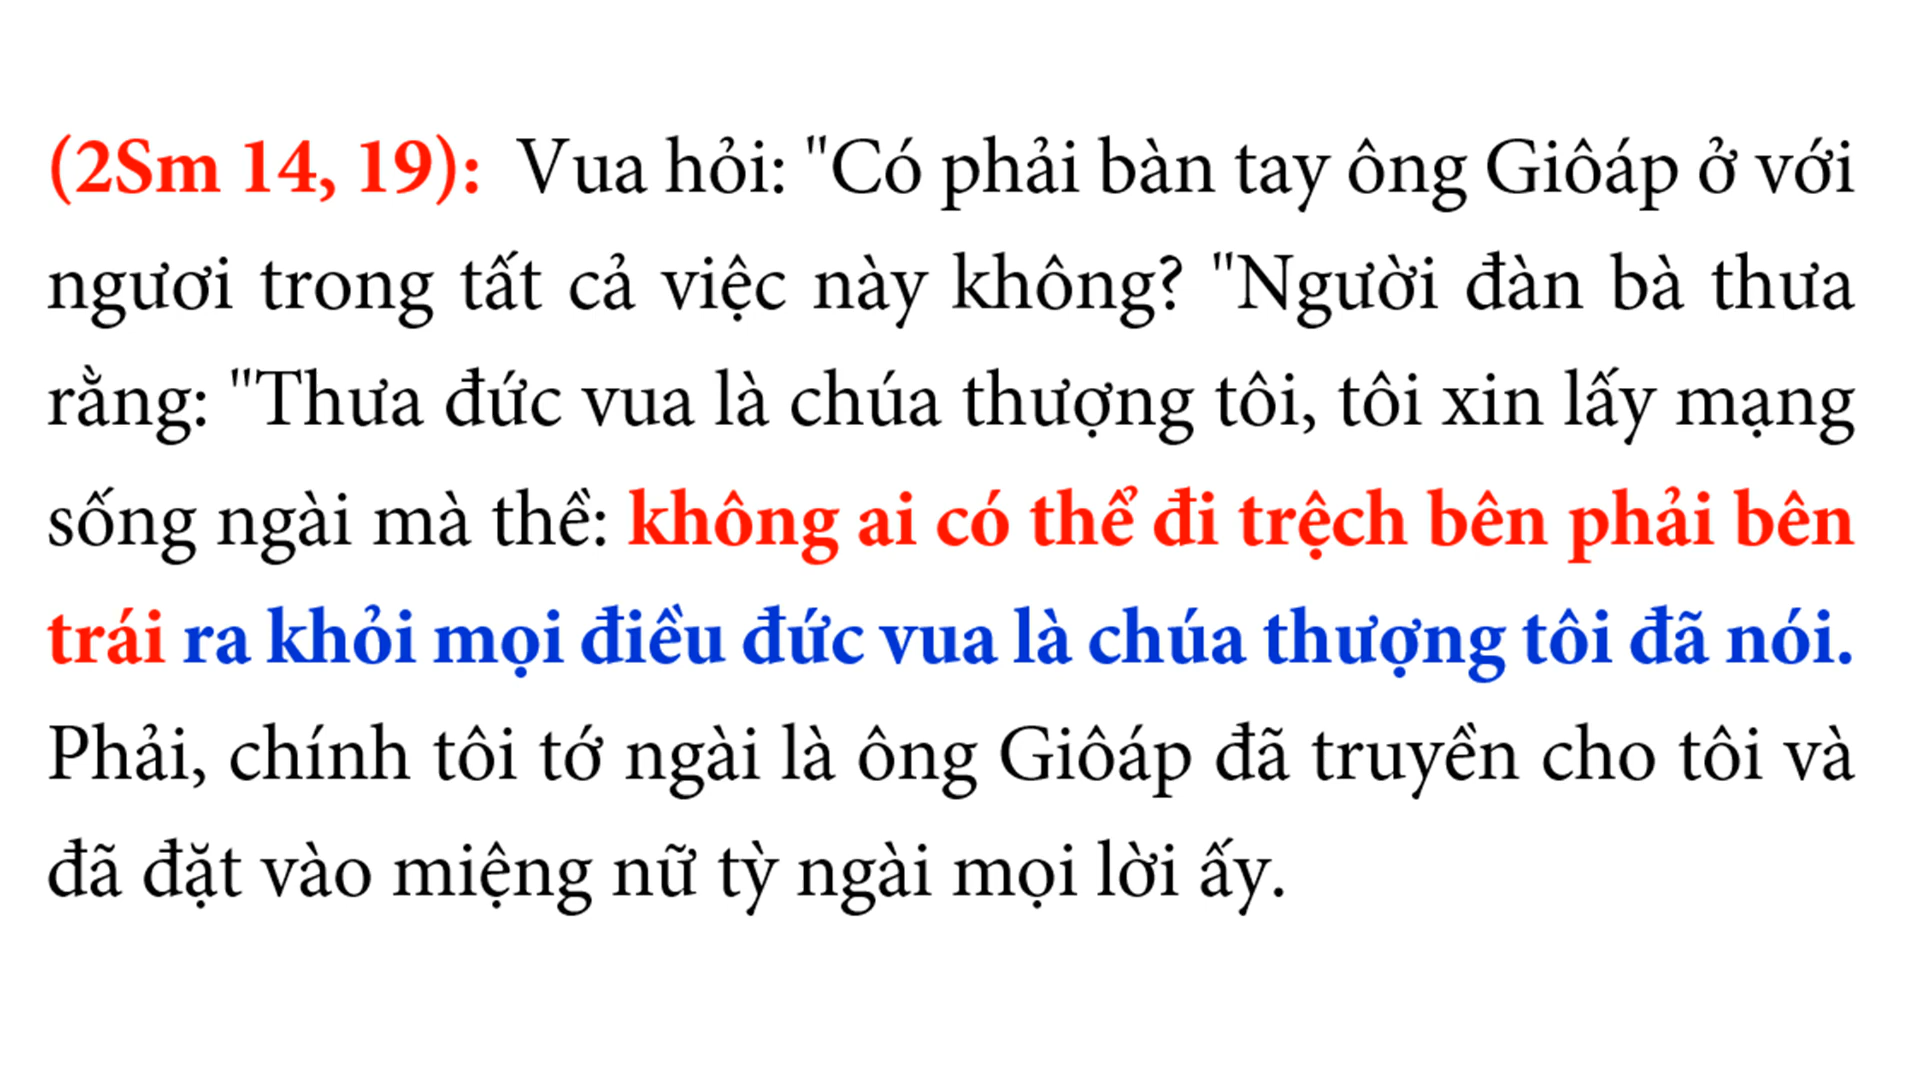 (2Sm 14, 19): Vua hỏi: "Có phải bàn tay ông Giôáp ở với
ngươi trong tất cả việc này không? "Người đàn bà thưa
rằng: "Thưa đức vua là chúa thượng tôi, tôi xin lấy mạng
sống ngài mà thề: không ai có thể đi trệch bên phải bên
trái ra khỏi mọi điều đức vua là chúa thượng tôi đã nói.
Phải, chính tôi tớ ngài là ông Giôáp đã truyền cho tôi và
đã đặt vào miệng nữ tỳ ngài mọi lời ấy.